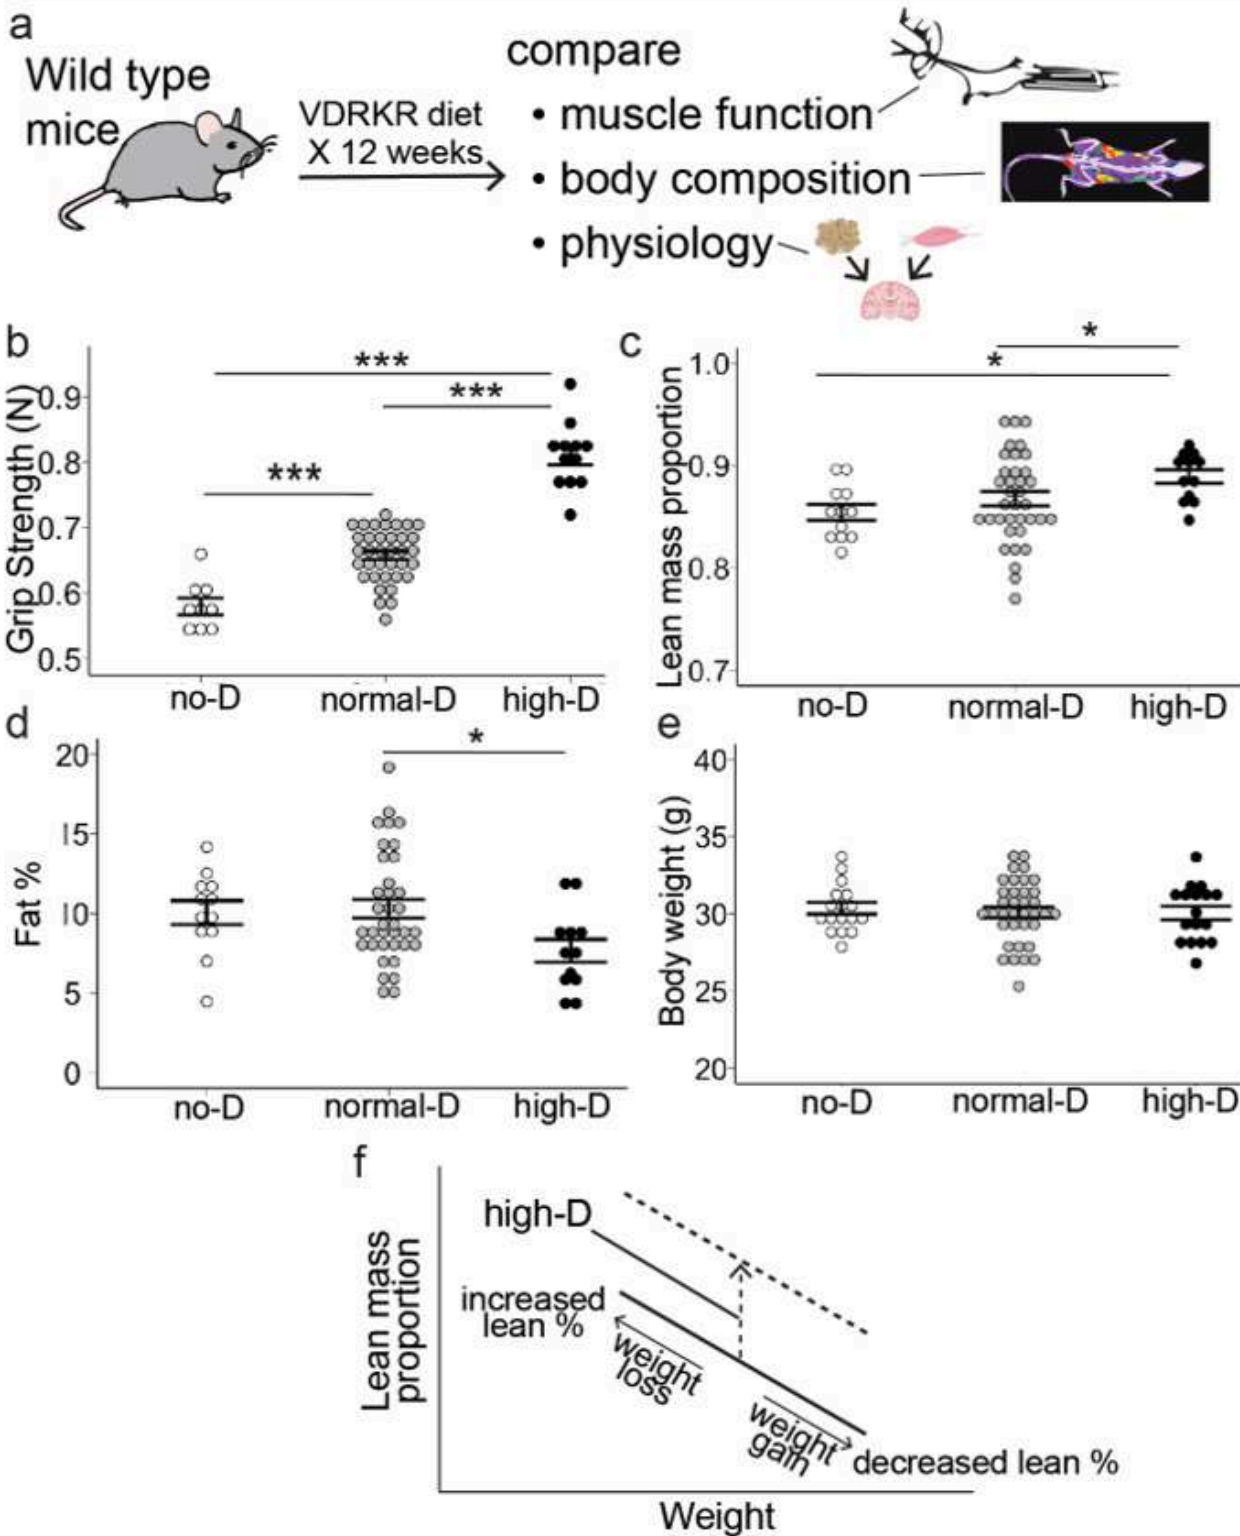 a
Wild type
mice
VDRKR diet
X 12 weeks
compare
• muscle function
• body composition
• physiology
b
Grip Strength (N)
0.9
0.8
0.7
0.6
0.5
***
***
***
no-D
normal-D
high-D
c
Lean mass proportion
1.0
0.9
0.8
0.7
*
*
no-D
normal-D
high-D
d
Fat %
20
15
10
5
0
*
no-D
normal-D
high-D
e
Body weight (g)
40
35
30
25
20
no-D
normal-D
high-D
f
Lean mass
proportion
high-D
increased
lean %
weight
loss
weight
gain
decreased lean %
Weight